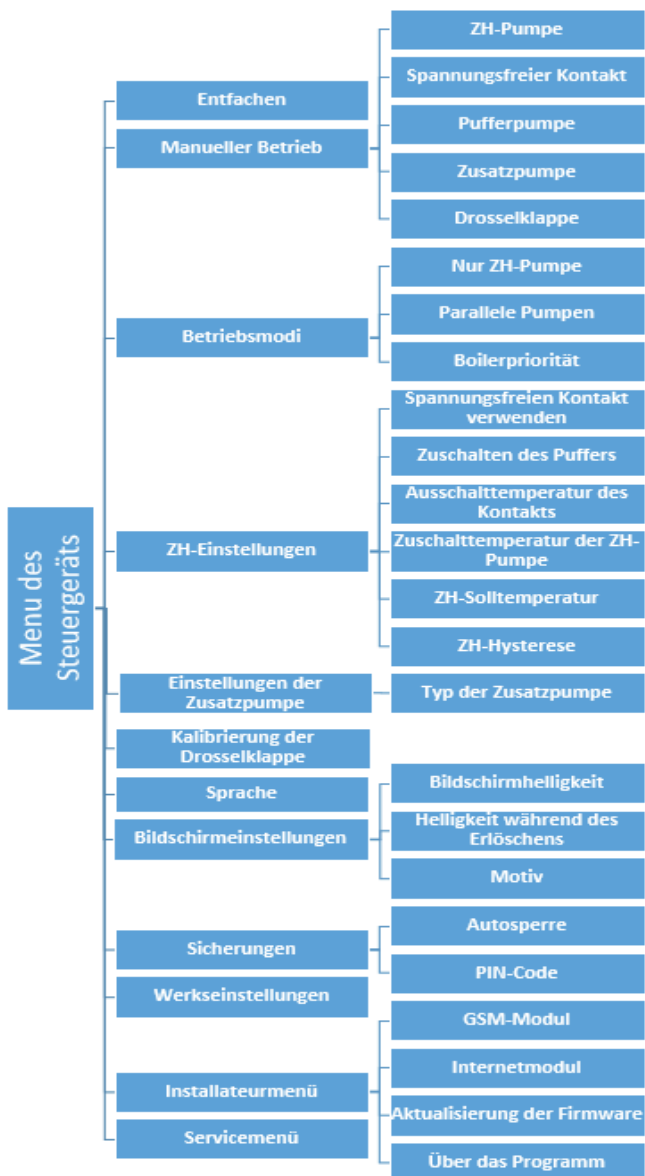 Menu des
Steuergeräts
Entfachen
Manueller Betrieb
ZH-Pumpe
Spannungsfreier Kontakt
Pufferpumpe
Zusatzpumpe
Drosselklappe
Betriebsmodi
Nur ZH-Pumpe
Parallele Pumpen
Boilerpriorität
ZH-Einstellungen
Spannungsfreien Kontakt
verwenden
Zuschalten des Puffers
Ausschalttemperatur des
Kontakts
Zuschalttemperatur der ZH-
Pumpe
ZH-Solltemperatur
ZH-Hysterese
Einstellungen der
Zusatzpumpe
Typ der Zusatzpumpe
Kalibrierung der
Drosselklappe
Sprache
Bildschirmeinstellungen
Bildschirmhelligkeit
Helligkeit während des
Erlöschens
Motiv
Sicherungen
Autosperre
PIN-Code
Werkseinstellungen
Installateurmenü
GSM-Modul
Internetmodul
Aktualisierung der Firmware
Über das Programm
Servicemenü